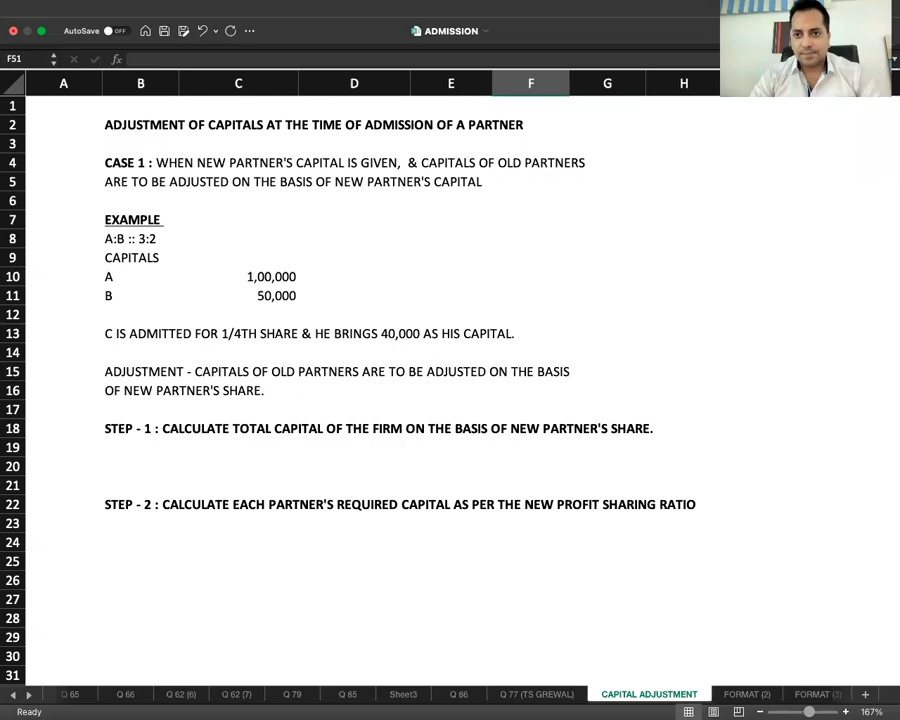 AutoSave OFF ... ADMISSION
F51 fx
A B C D E F G H
1
2 ADJUSTMENT OF CAPITALS AT THE TIME OF ADMISSION OF A PARTNER
3
4 CASE 1 : WHEN NEW PARTNER'S CAPITAL IS GIVEN, & CAPITALS OF OLD PARTNERS
5 ARE TO BE ADJUSTED ON THE BASIS OF NEW PARTNER'S CAPITAL
6
7 EXAMPLE
8 A:B :: 3:2
9 CAPITALS
10 A 1,00,000
11 B 50,000
12
13 C IS ADMITTED FOR 1/4TH SHARE & HE BRINGS 40,000 AS HIS CAPITAL.
14
15 ADJUSTMENT - CAPITALS OF OLD PARTNERS ARE TO BE ADJUSTED ON THE BASIS
16 OF NEW PARTNER'S SHARE.
17
18 STEP - 1 : CALCULATE TOTAL CAPITAL OF THE FIRM ON THE BASIS OF NEW PARTNER'S SHARE.
19
20
21
22 STEP - 2 : CALCULATE EACH PARTNER'S REQUIRED CAPITAL AS PER THE NEW PROFIT SHARING RATIO
23
24
25
26
27
28
29
30
31
Q 65 Q 66 Q 62 (6) Q 62 (7) Q 79 Q 85 Sheet3 Q 86 Q 77 (TS GREWAL) CAPITAL ADJUSTMENT FORMAT (2) FORMAT (3) +
Ready - + 167%